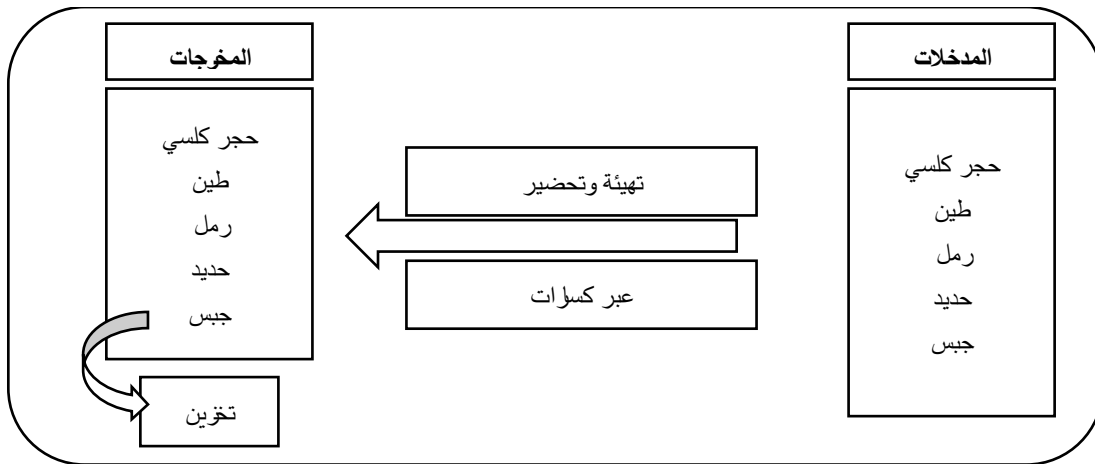 المدخلات
حجر كلسي
طين
رمل
حديد
جبس
تهيئة وتحضير
عبر كسارات
المخرجات
حجر كلسي
طين
رمل
حديد
جبس
تخزين